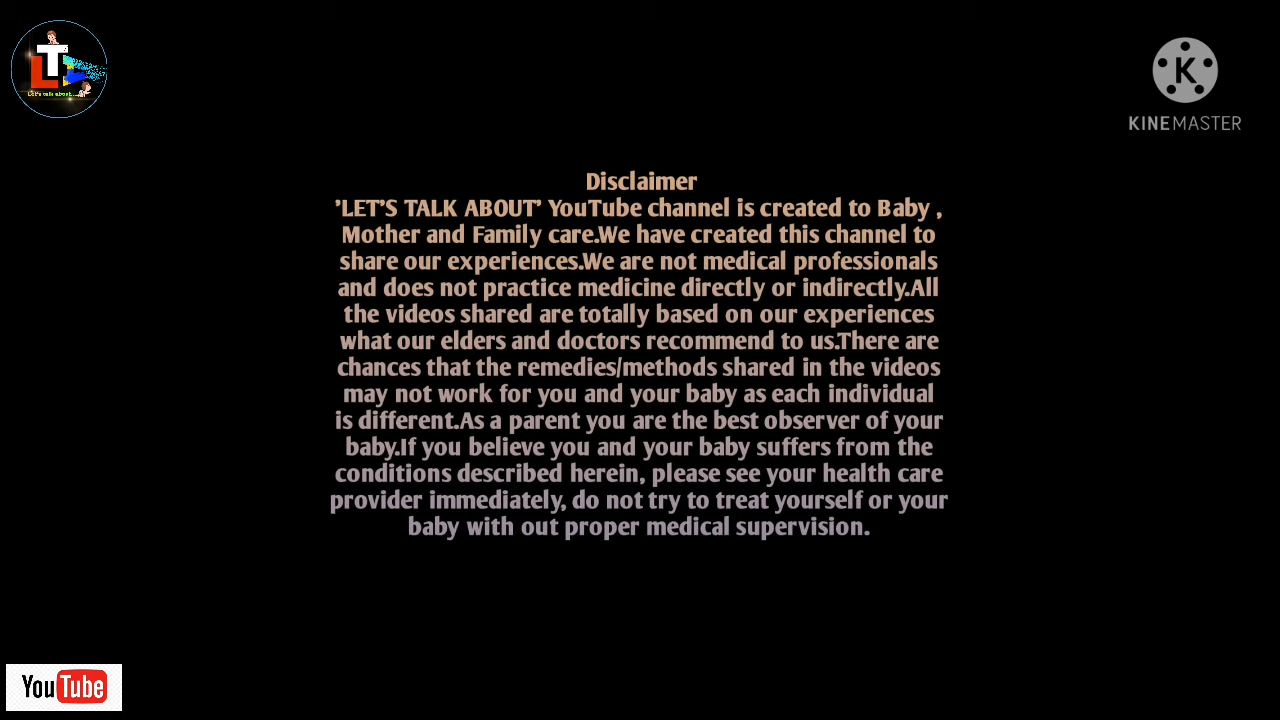 LT
Let's talk about....
K
KINEMASTER
Disclaimer
'LET'S TALK ABOUT' YouTube channel is created to Baby ,
Mother and Family care.We have created this channel to
share our experiences.We are not medical professionals
and does not practice medicine directly or indirectly.All
the videos shared are totally based on our experiences
what our elders and doctors recommend to us.There are
chances that the remedies/methods shared in the videos
may not work for you and your baby as each individual
is different.As a parent you are the best observer of your
baby.If you believe you and your baby suffers from the
conditions described herein, please see your health care
provider immediately, do not try to treat yourself or your
baby with out proper medical supervision.
YouTube